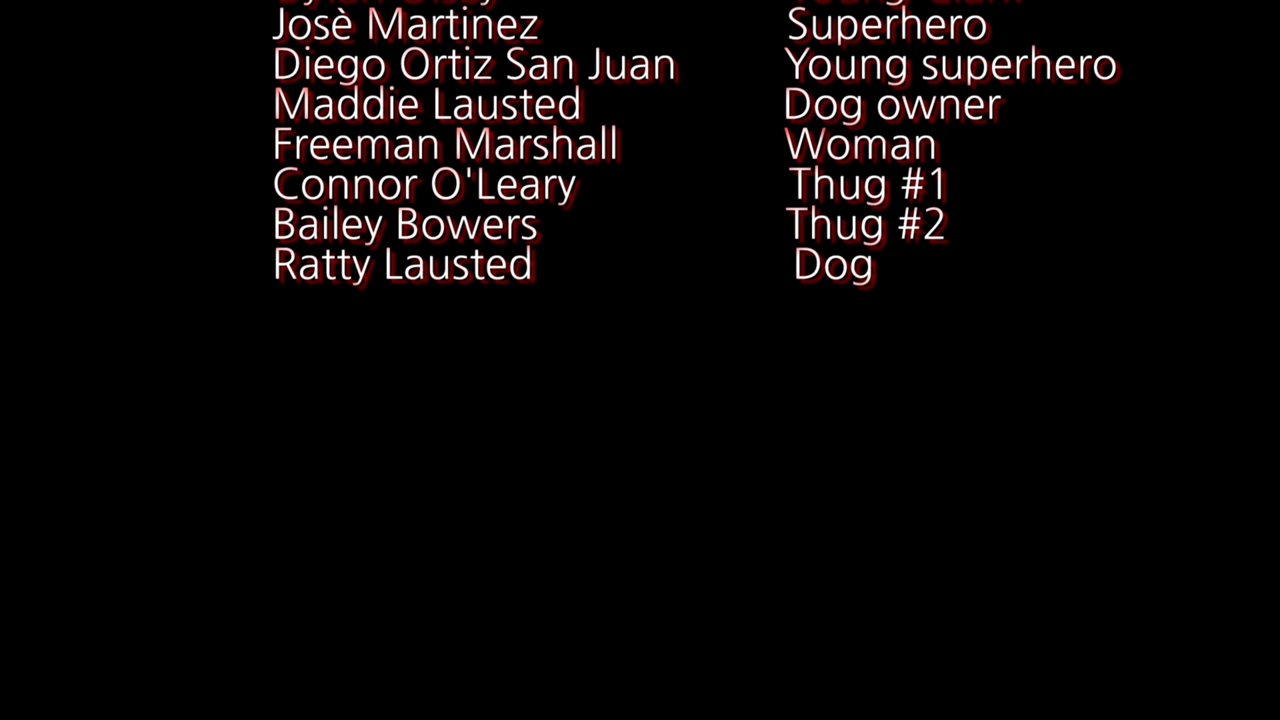 Josè Martinez Superhero
Diego Ortiz San Juan Young superhero
Maddie Lausted Dog owner
Freeman Marshall Woman
Connor O'Leary Thug #1
Bailey Bowers Thug #2
Ratty Lausted Dog